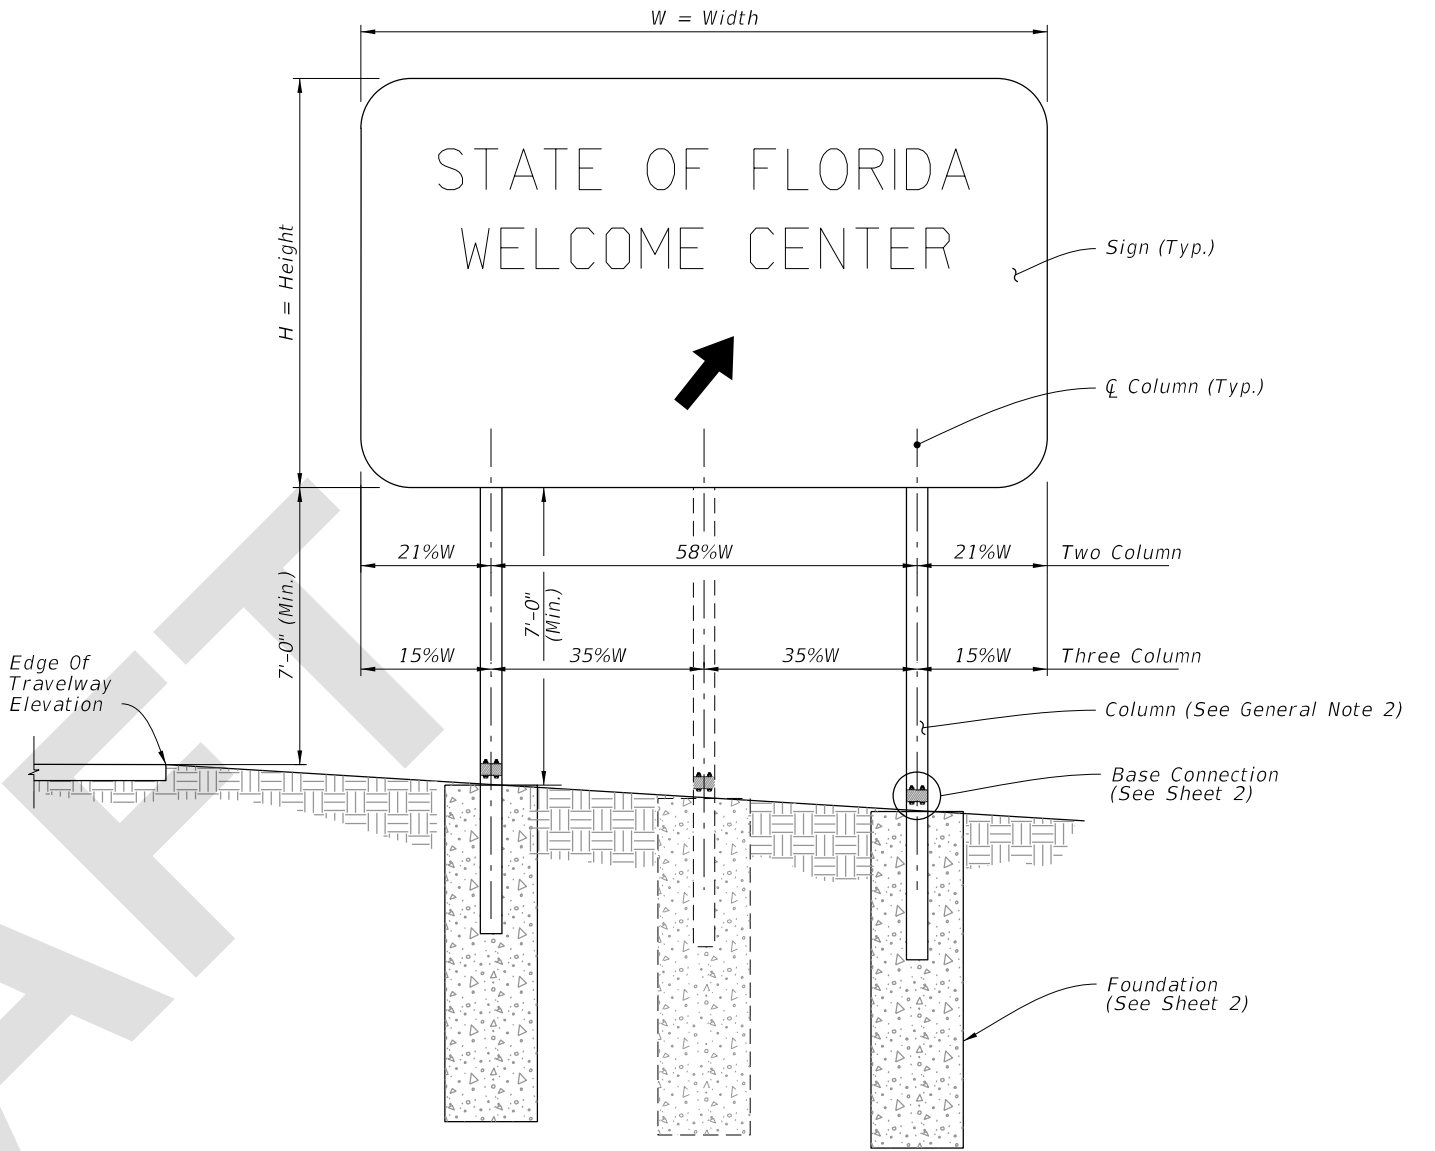 W = Width
STATE OF FLORIDA
WELCOME CENTER
H = Height
Sign (Typ.)
℄ Column (Typ.)
21%W
58%W
21%W
Two Column
7'-0" (Min.)
7'-0"
(Min.)
15%W
35%W
35%W
15%W
Three Column
Edge Of
Travelway
Elevation
Column (See General Note 2)
Base Connection
(See Sheet 2)
Foundation
(See Sheet 2)
AFT